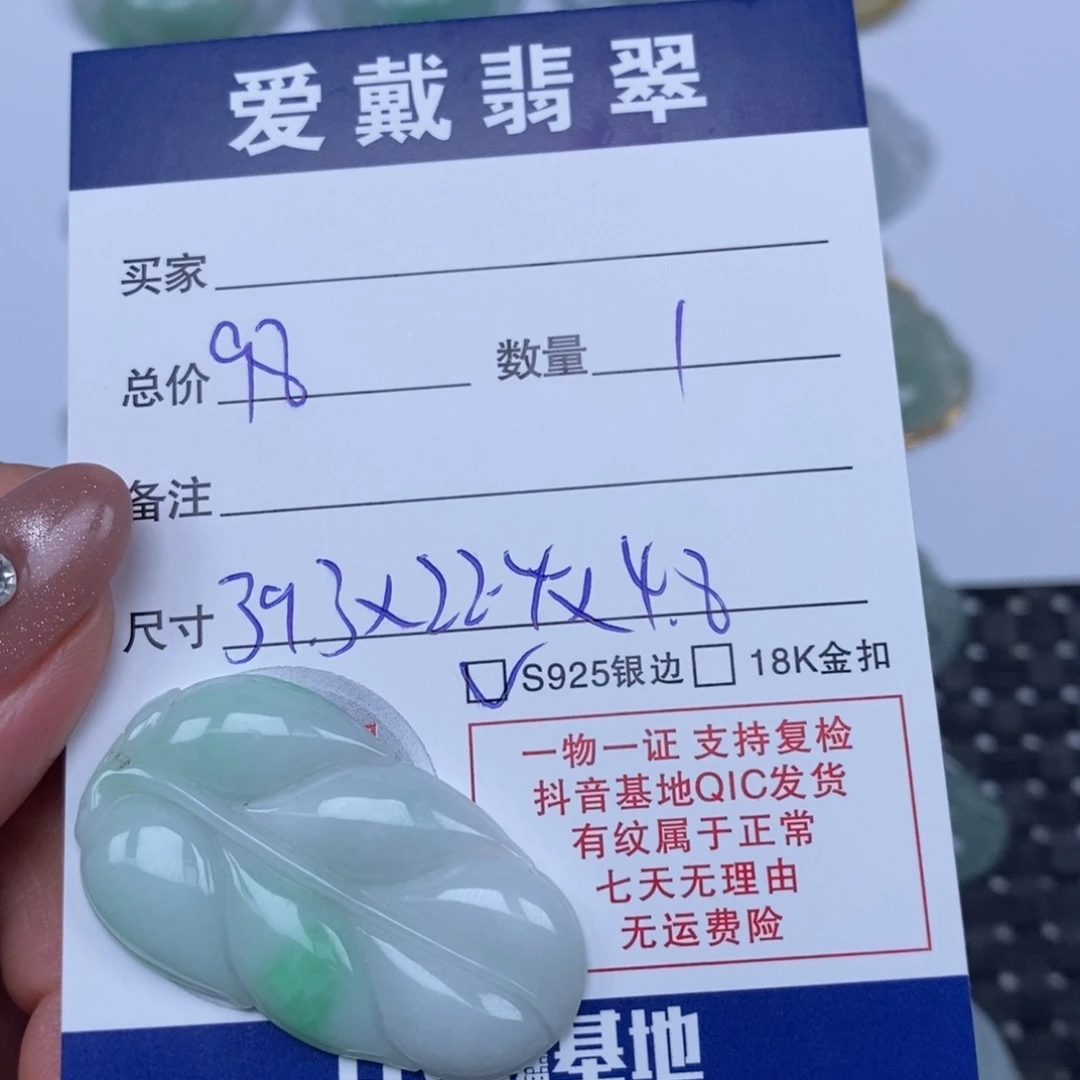 爱戴翡翠
买家
总价 98 数量 1
备注
尺寸 39.3x22.4x4.8
S925银边 18K金扣
一物一证 支持复检
抖音基地QIC发货
有纹属于正常
七天无理由
无运费险
基地